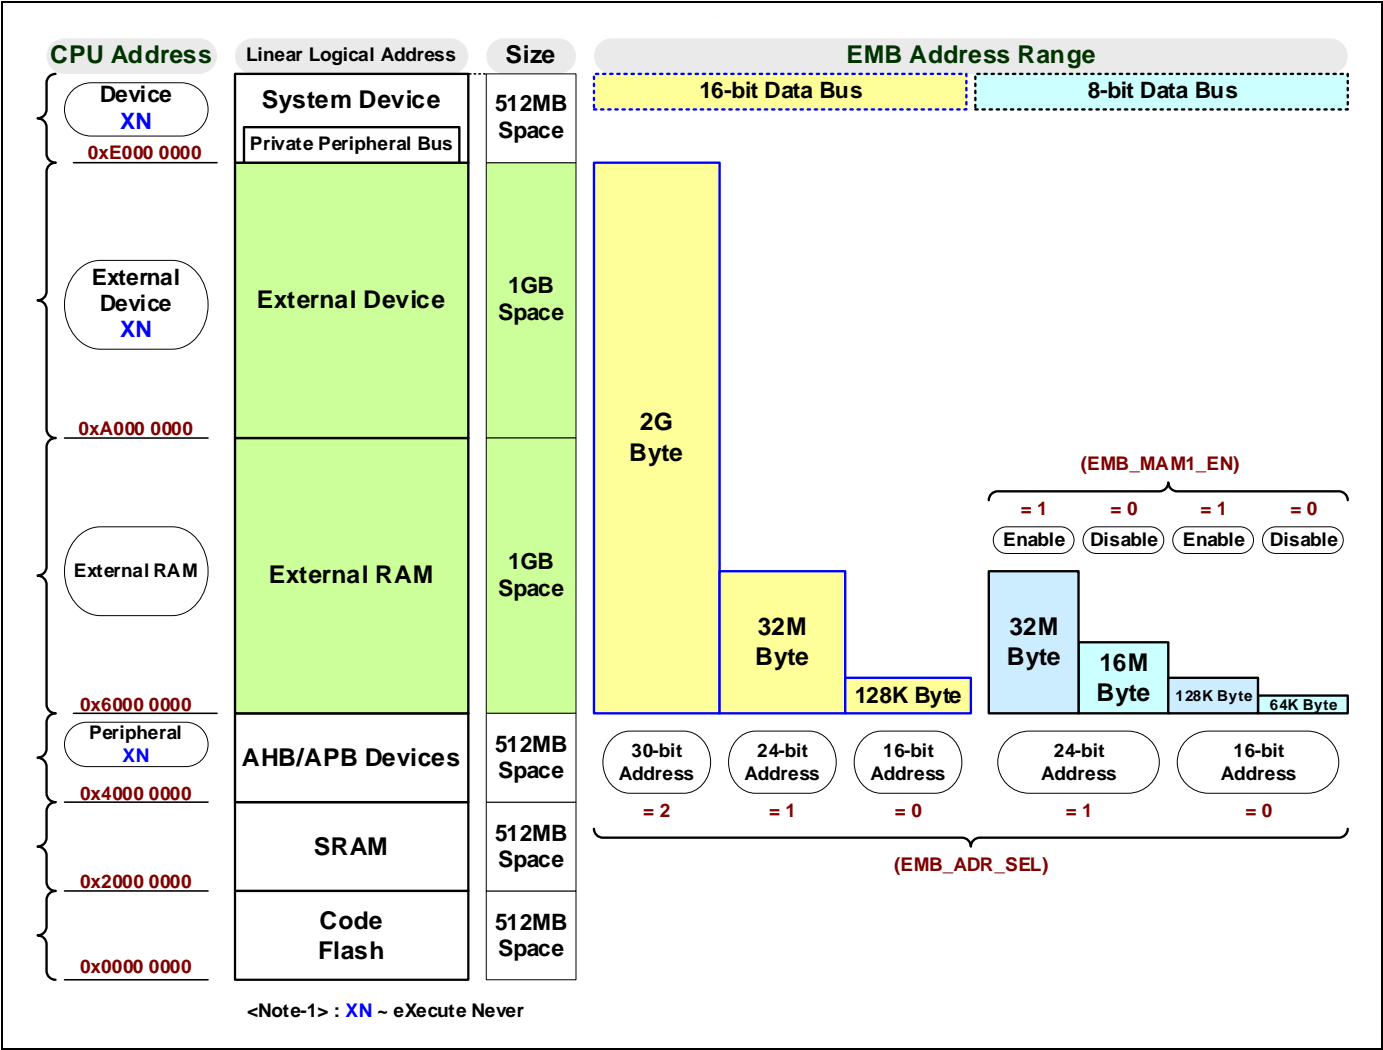 CPU Address
Linear Logical Address
Size
EMB Address Range
Device
XN
0xE000 0000
System Device
Private Peripheral Bus
512MB
Space
16-bit Data Bus
8-bit Data Bus
External
Device
XN
0xA000 0000
External Device
1GB
Space
2G
Byte
External RAM
0x6000 0000
External RAM
1GB
Space
32M
Byte
128K Byte
(EMB_MAM1_EN)
= 1
= 0
= 1
= 0
Enable
Disable
Enable
Disable
32M
Byte
16M
Byte
128K Byte
64K Byte
Peripheral
XN
0x4000 0000
AHB/APB Devices
512MB
Space
30-bit
Address
24-bit
Address
16-bit
Address
24-bit
Address
16-bit
Address
= 2
= 1
= 0
= 1
= 0
(EMB_ADR_SEL)
0x2000 0000
SRAM
512MB
Space
0x0000 0000
Code
Flash
512MB
Space
<Note-1> : XN ~ eXecute Never